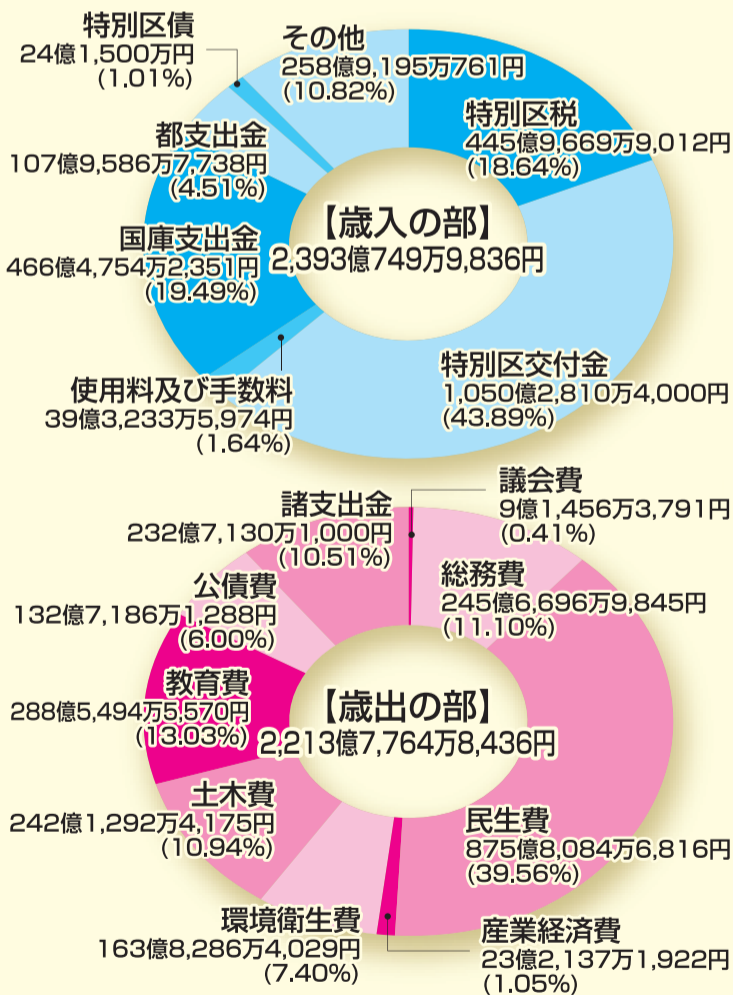 特別区債
24億1,500万円
(1.01%)
その他
258億9,195万761円
(10.82%)
特別区税
445億9,669万9,012円
(18.64%)
都支出金
107億9,586万7,738円
(4.51%)
国庫支出金
466億4,754万2,351円
(19.49%)
【歳入の部】
2,393億749万9,836円
特別区交付金
1,050億2,810万4,000円
(43.89%)
使用料及び手数料
39億3,233万5,974円
(1.64%)
議会費
9億1,456万3,791円
(0.41%)
諸支出金
232億7,130万1,000円
(10.51%)
総務費
245億6,696万9,845円
(11.10%)
公債費
132億7,186万1,288円
(6.00%)
教育費
288億5,494万5,570円
(13.03%)
【歳出の部】
2,213億7,764万8,436円
土木費
242億1,292万4,175円
(10.94%)
民生費
875億8,084万6,816円
(39.56%)
環境衛生費
163億8,286万4,029円
(7.40%)
産業経済費
23億2,137万1,922円
(1.05%)